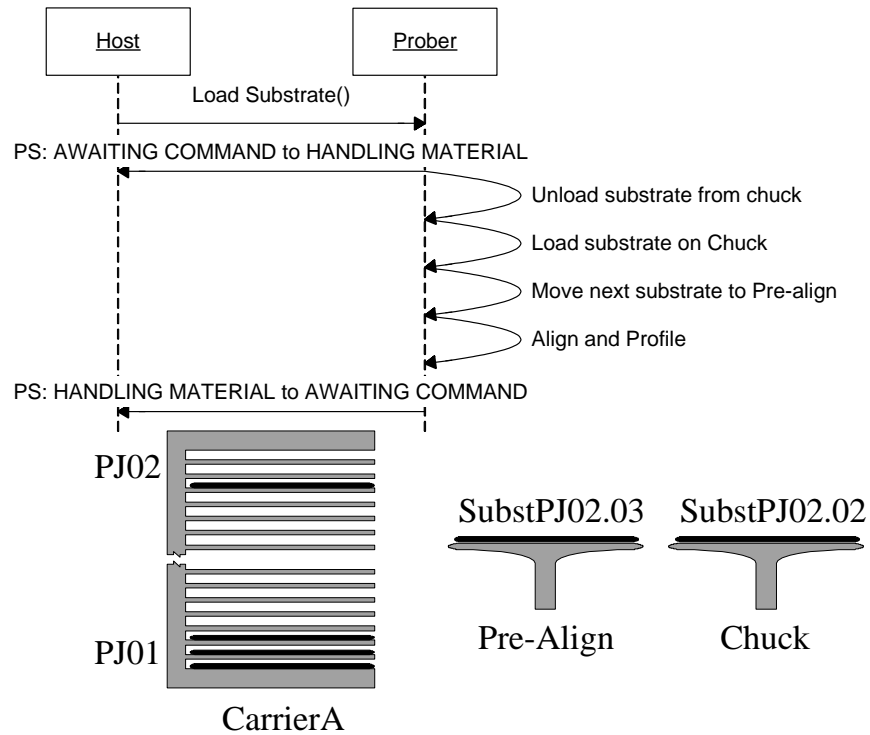 Host
Prober
Load Substrate()
PS: AWAITING COMMAND to HANDLING MATERIAL
Unload substrate from chuck
Load substrate on Chuck
Move next substrate to Pre-align
Align and Profile
PS: HANDLING MATERIAL to AWAITING COMMAND
PJ02
SubstPJ02.03
SubstPJ02.02
PJ01
Pre-Align
Chuck
CarrierA